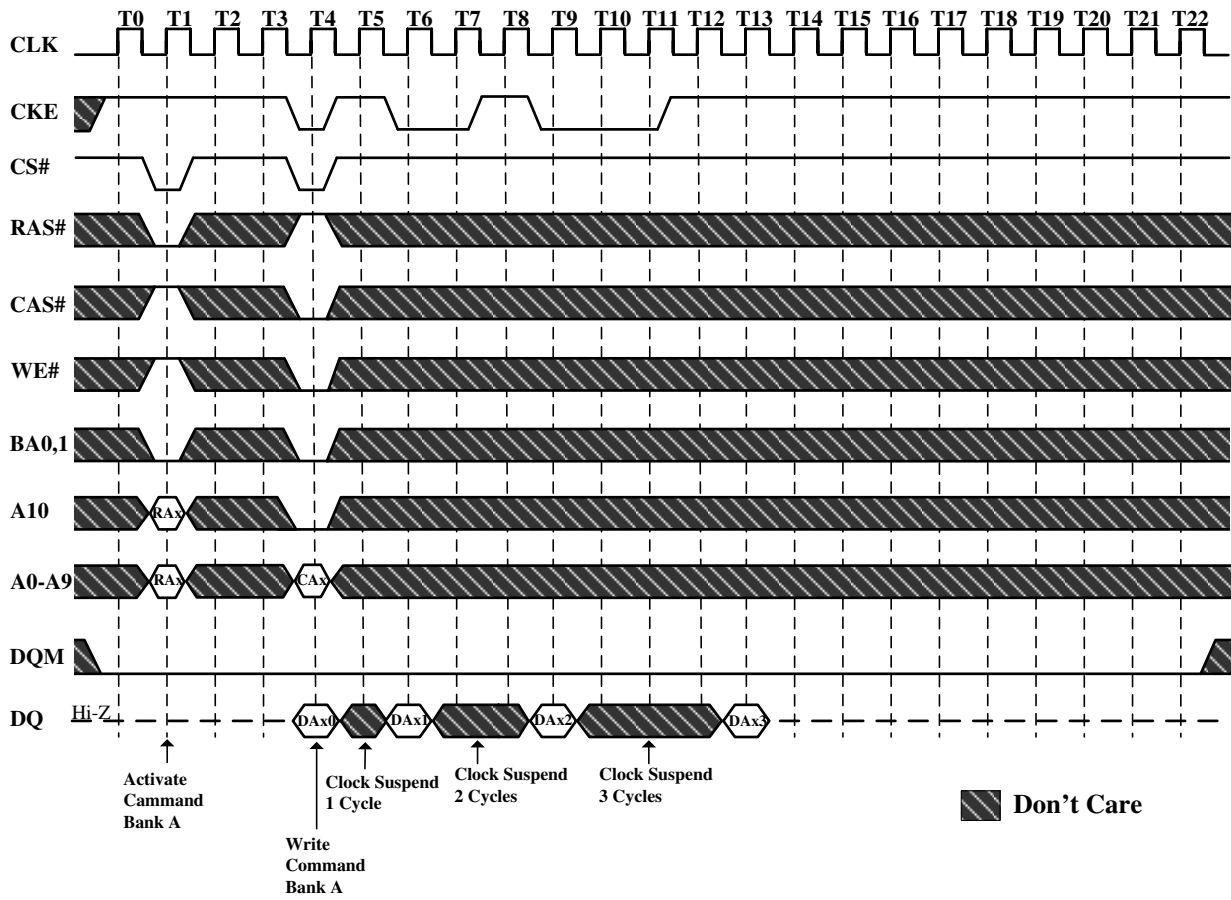 T0 T1 T2 T3 T4 T5 T6 T7 T8 T9 T10 T11 T12 T13 T14 T15 T16 T17 T18 T19 T20 T21 T22
CLK
CKE
CS#
RAS#
CAS#
WE#
BA0,1
A10
RAx
A0-A9
RAx
CAx
DQM
DQ
Hi-Z
DAx0
DAx1
DAx2
DAx3
Activate
Cammand
Bank A
Write
Command
Bank A
Clock Suspend
1 Cycle
Clock Suspend
2 Cycles
Clock Suspend
3 Cycles
Don't Care